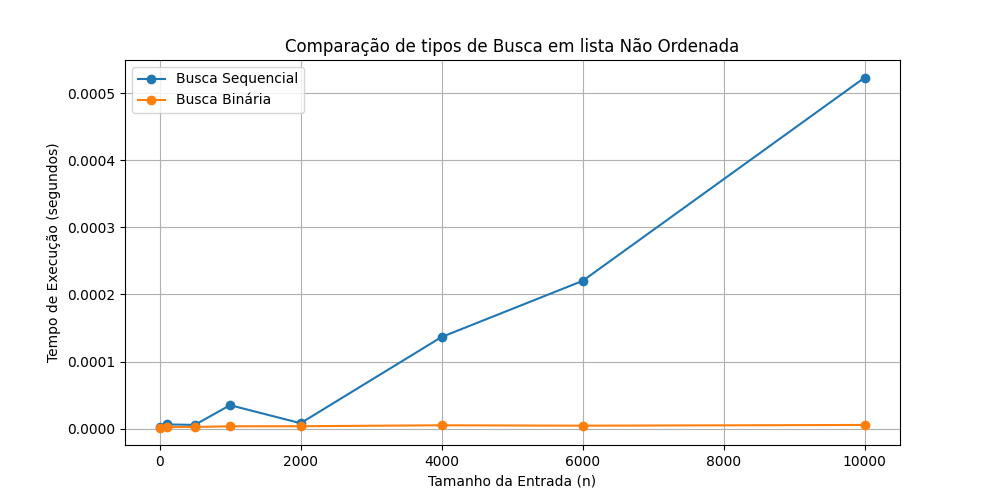 Comparação de tipos de Busca em lista Não Ordenada
Busca Sequencial
Busca Binária
0.0005
0.0004
0.0003
0.0002
0.0001
0.0000
Tempo de Execução (segundos)
0 2000 4000 6000 8000 10000
Tamanho da Entrada (n)